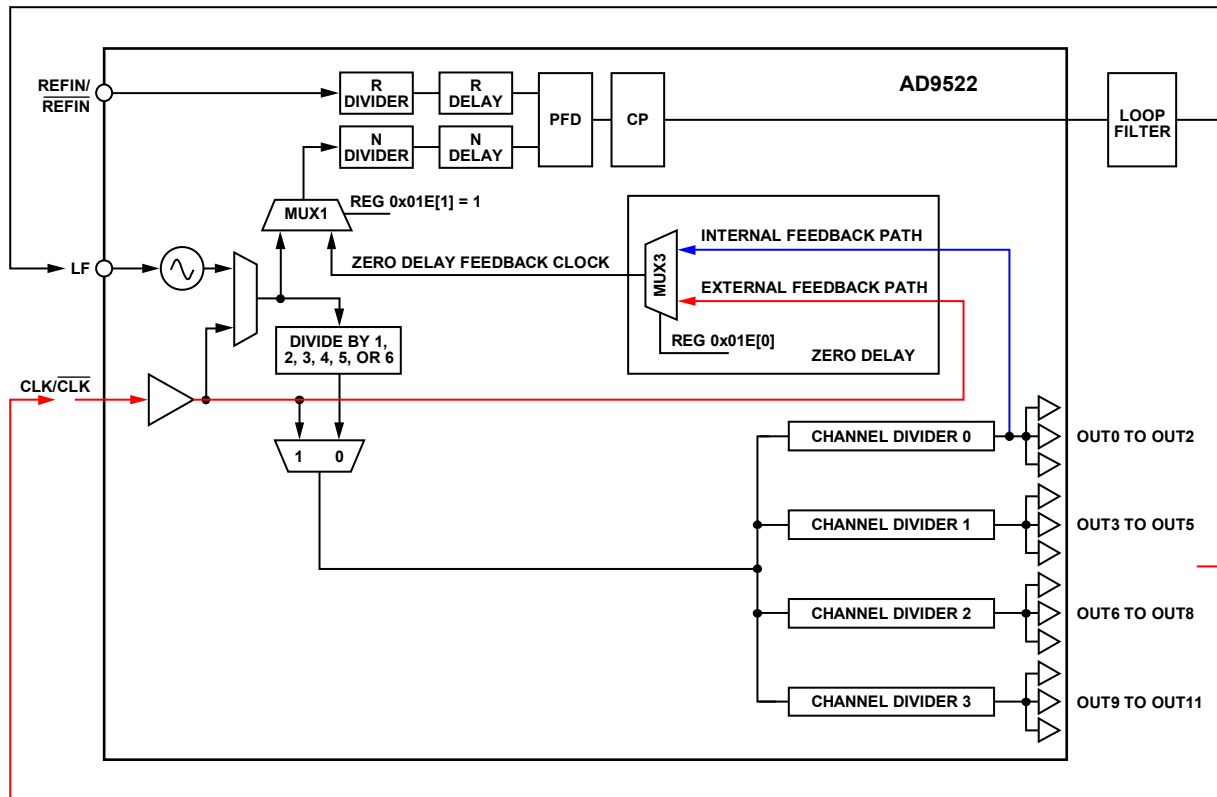 AD9522
REFIN/
REFIN
R
DIVIDER
R
DELAY
PFD
CP
LOOP
FILTER
N
DIVIDER
N
DELAY
REG 0x01E[1] = 1
MUX1
INTERNAL FEEDBACK PATH
LF
ZERO DELAY FEEDBACK CLOCK
MUX3
EXTERNAL FEEDBACK PATH
DIVIDE BY 1,
2, 3, 4, 5, OR 6
REG 0x01E[0]
ZERO DELAY
CLK/CLK
1 0
CHANNEL DIVIDER 0
OUT0 TO OUT2
CHANNEL DIVIDER 1
OUT3 TO OUT5
CHANNEL DIVIDER 2
OUT6 TO OUT8
CHANNEL DIVIDER 3
OUT9 TO OUT11